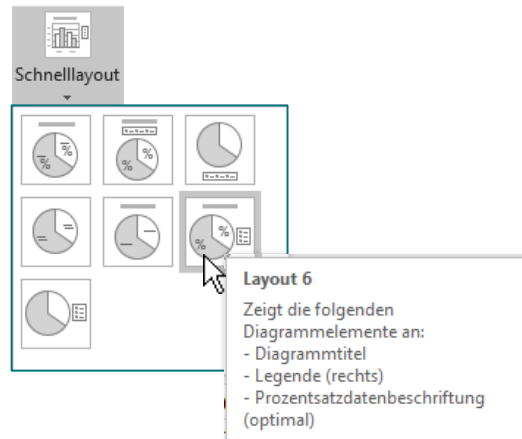 Schnelllayout
%
%
%
%
%
%
Layout 6
Zeigt die folgenden
Diagrammelemente an:
- Diagrammtitel
- Legende (rechts)
- Prozentsatzdatenbeschriftung
(optimal)